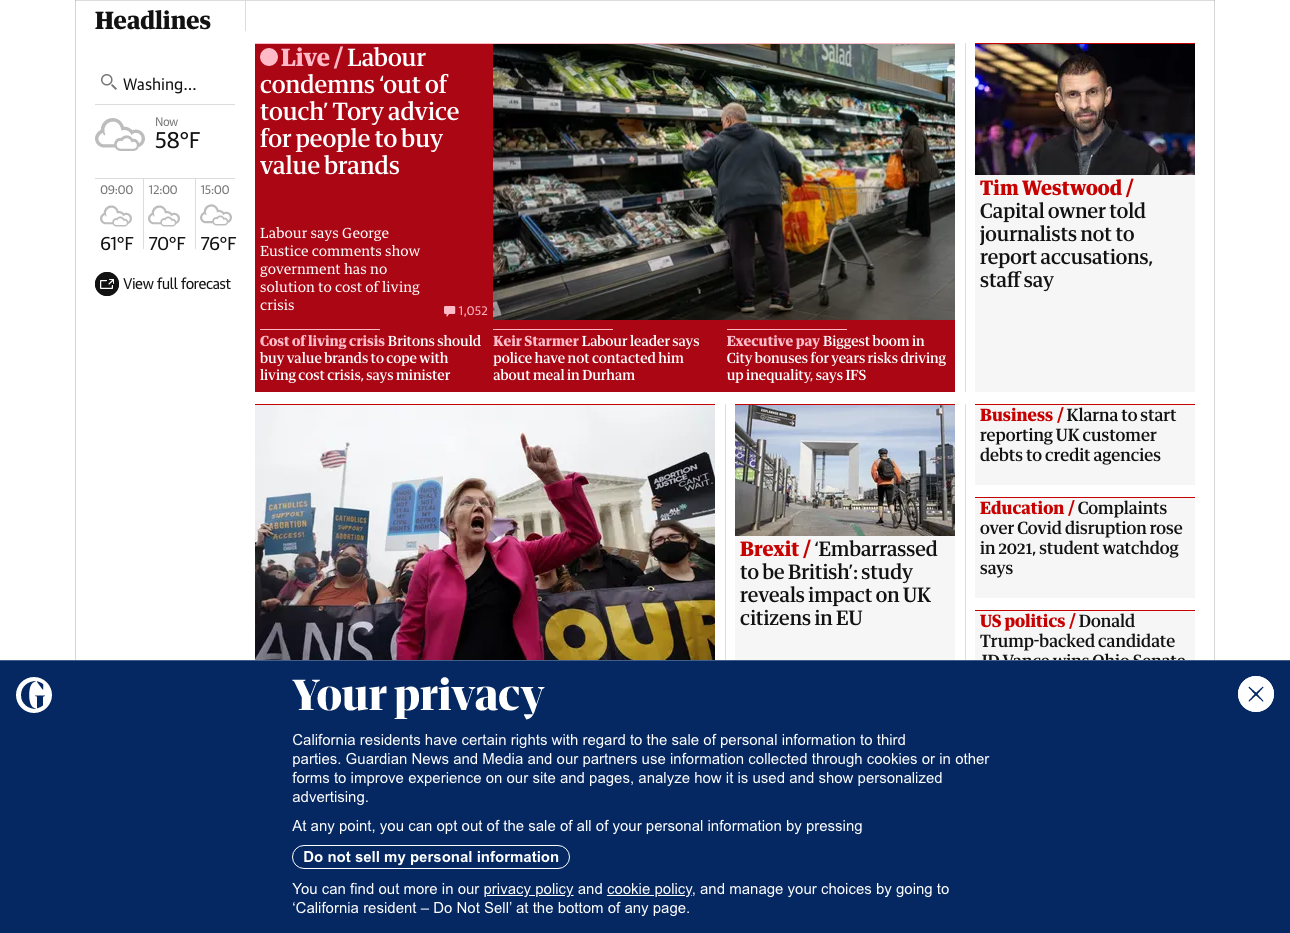 Headlines
Washing...
Now
58°F
09:00
12:00
15:00
61°F
70°F
76°F
View full forecast
Live / Labour
condemns ‘out of
touch’ Tory advice
for people to buy
value brands
Labour says George
Eustice comments show
government has no
solution to cost of living
crisis
1,052
Salad
Cost of living crisis Britons should
buy value brands to cope with
living cost crisis, says minister
Keir Starmer Labour leader says
police have not contacted him
about meal in Durham
Executive pay Biggest boom in
City bonuses for years risks driving
up inequality, says IFS
Tim Westwood /
Capital owner told
journalists not to
report accusations,
staff say
CATHOLICS
SUPPORT
ABORTION
ACCESS!
CATHOLICS
SUPPORT
ABORTION
ABORTION
JUSTICE
CAN'T
WAIT.
ANS
OUR
Brexit / ‘Embarrassed
to be British’: study
reveals impact on UK
citizens in EU
Business / Klarna to start
reporting UK customer
debts to credit agencies
Education / Complaints
over Covid disruption rose
in 2021, student watchdog
says
US politics / Donald
Trump-backed candidate
JD Vance wins Ohio Senate
Your privacy
California residents have certain rights with regard to the sale of personal information to third
parties. Guardian News and Media and our partners use information collected through cookies or in other
forms to improve experience on our site and pages, analyze how it is used and show personalized
advertising.
At any point, you can opt out of the sale of all of your personal information by pressing
Do not sell my personal information
You can find out more in our privacy policy and cookie policy, and manage your choices by going to
‘California resident – Do Not Sell’ at the bottom of any page.